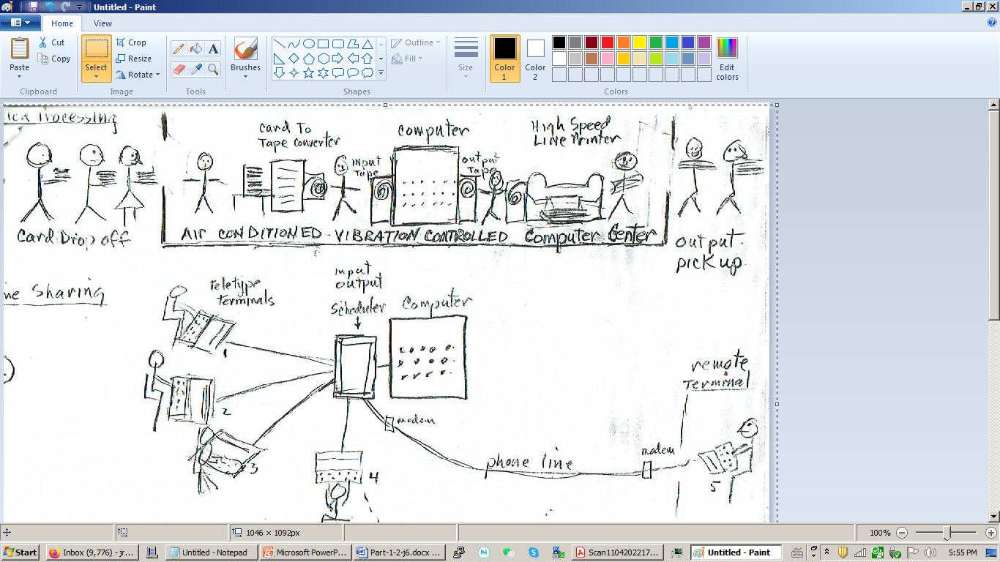 Untitled - Paint
Home
View
Paste
Cut
Copy
Clipboard
Select
Crop
Resize
Rotate
Image
A
Tools
Brushes
Shapes
Outline
Fill
Size
Color 1
Color 2
Edit colors
Colors
Processing
Card To
Tape Converter
Computer
High Speed
Line Printer
Input
Tape
Output
Tape
Card Drop off
AIR CONDITIONED VIBRATION CONTROLLED Computer Center
output
pick up
Sharing
Teletype
terminals
input
output
Scheduler
Computer
1
2
3
4
modem
phone line
modem
remote
Terminal
5
1046 × 1092px
100%
Start
Inbox (9,776) - jr...
Untitled - Notepad
Microsoft PowerP...
Part-1-2-j6.docx ...
Scan1104202217...
Untitled - Paint
5:55 PM